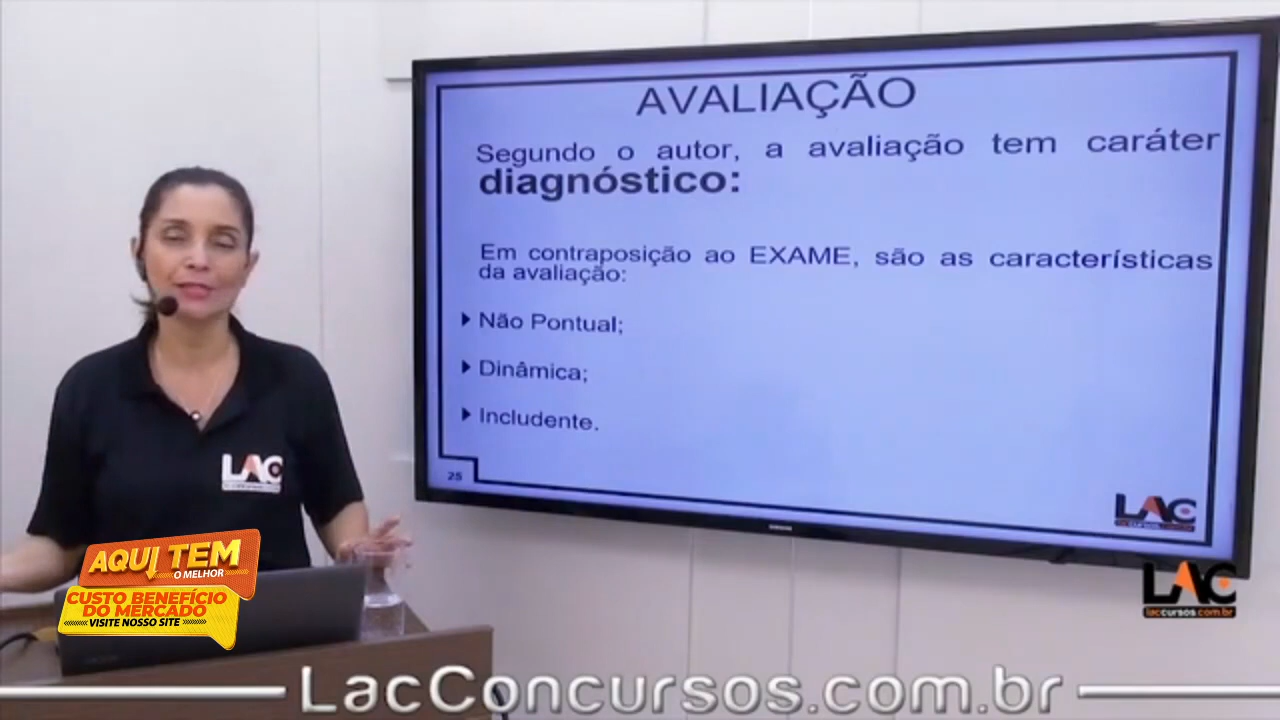 AVALIAÇÃO
Segundo o autor, a avaliação tem caráter
diagnóstico:
Em contraposição ao EXAME, são as características
da avaliação:
Não Pontual;
Dinâmica;
Includente.
25
LAC
LAC
LAC
laccursos.com.br
AQUI TEM
O MELHOR
CUSTO BENEFÍCIO
DO MERCADO
VISITE NOSSO SITE
LacConcursos.com.br